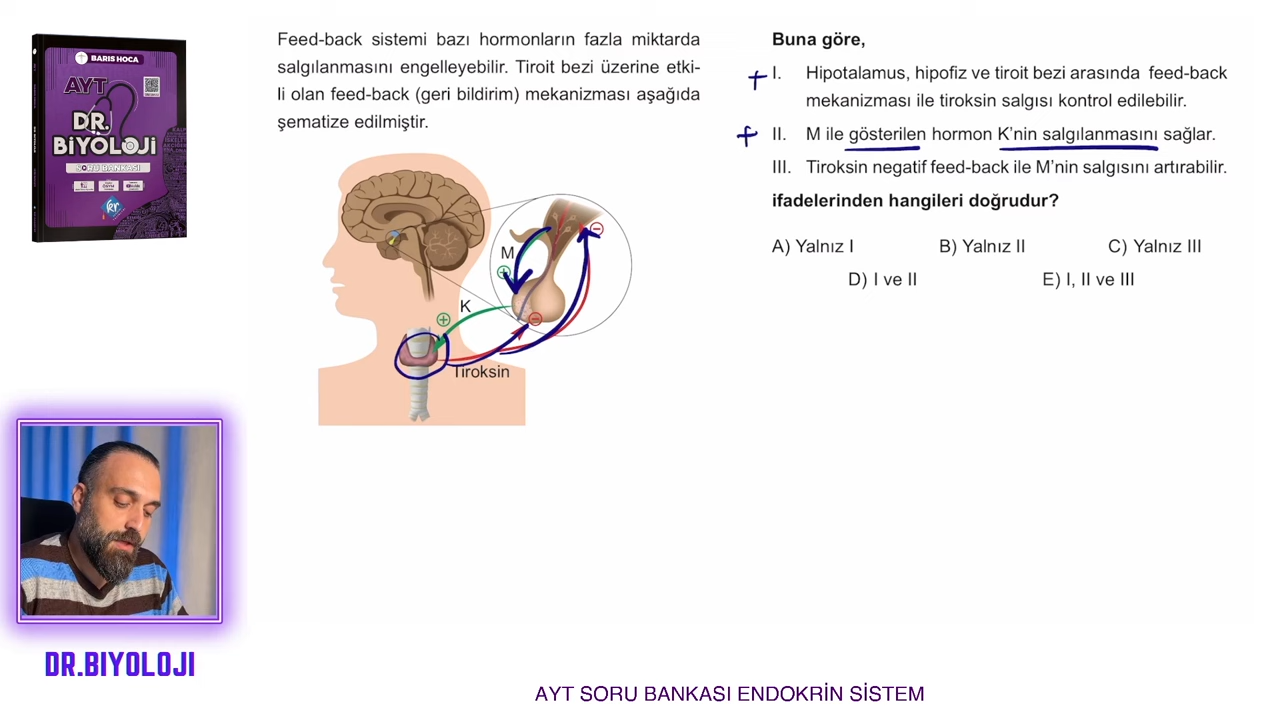 BARIS HOCA
AYT
DR.
BİYOLOJİ
SORU BANKASI
kr
Feed-back sistemi bazı hormonların fazla miktarda
salgılanmasını engelleyebilir. Tiroit bezi üzerine etki-
li olan feed-back (geri bildirim) mekanizması aşağıda
şematize edilmiştir.
M
+
−
K
+
−
Tiroksin
Buna göre,
+ I. Hipotalamus, hipofiz ve tiroit bezi arasında feed-back
mekanizması ile tiroksin salgısı kontrol edilebilir.
+ II. M ile gösterilen hormon K'nin salgılanmasını sağlar.
III. Tiroksin negatif feed-back ile M'nin salgısını artırabilir.
ifadelerinden hangileri doğrudur?
A) Yalnız I B) Yalnız II C) Yalnız III
D) I ve II E) I, II ve III
DR.BIYOLOJI
AYT SORU BANKASI ENDOKRİN SİSTEM